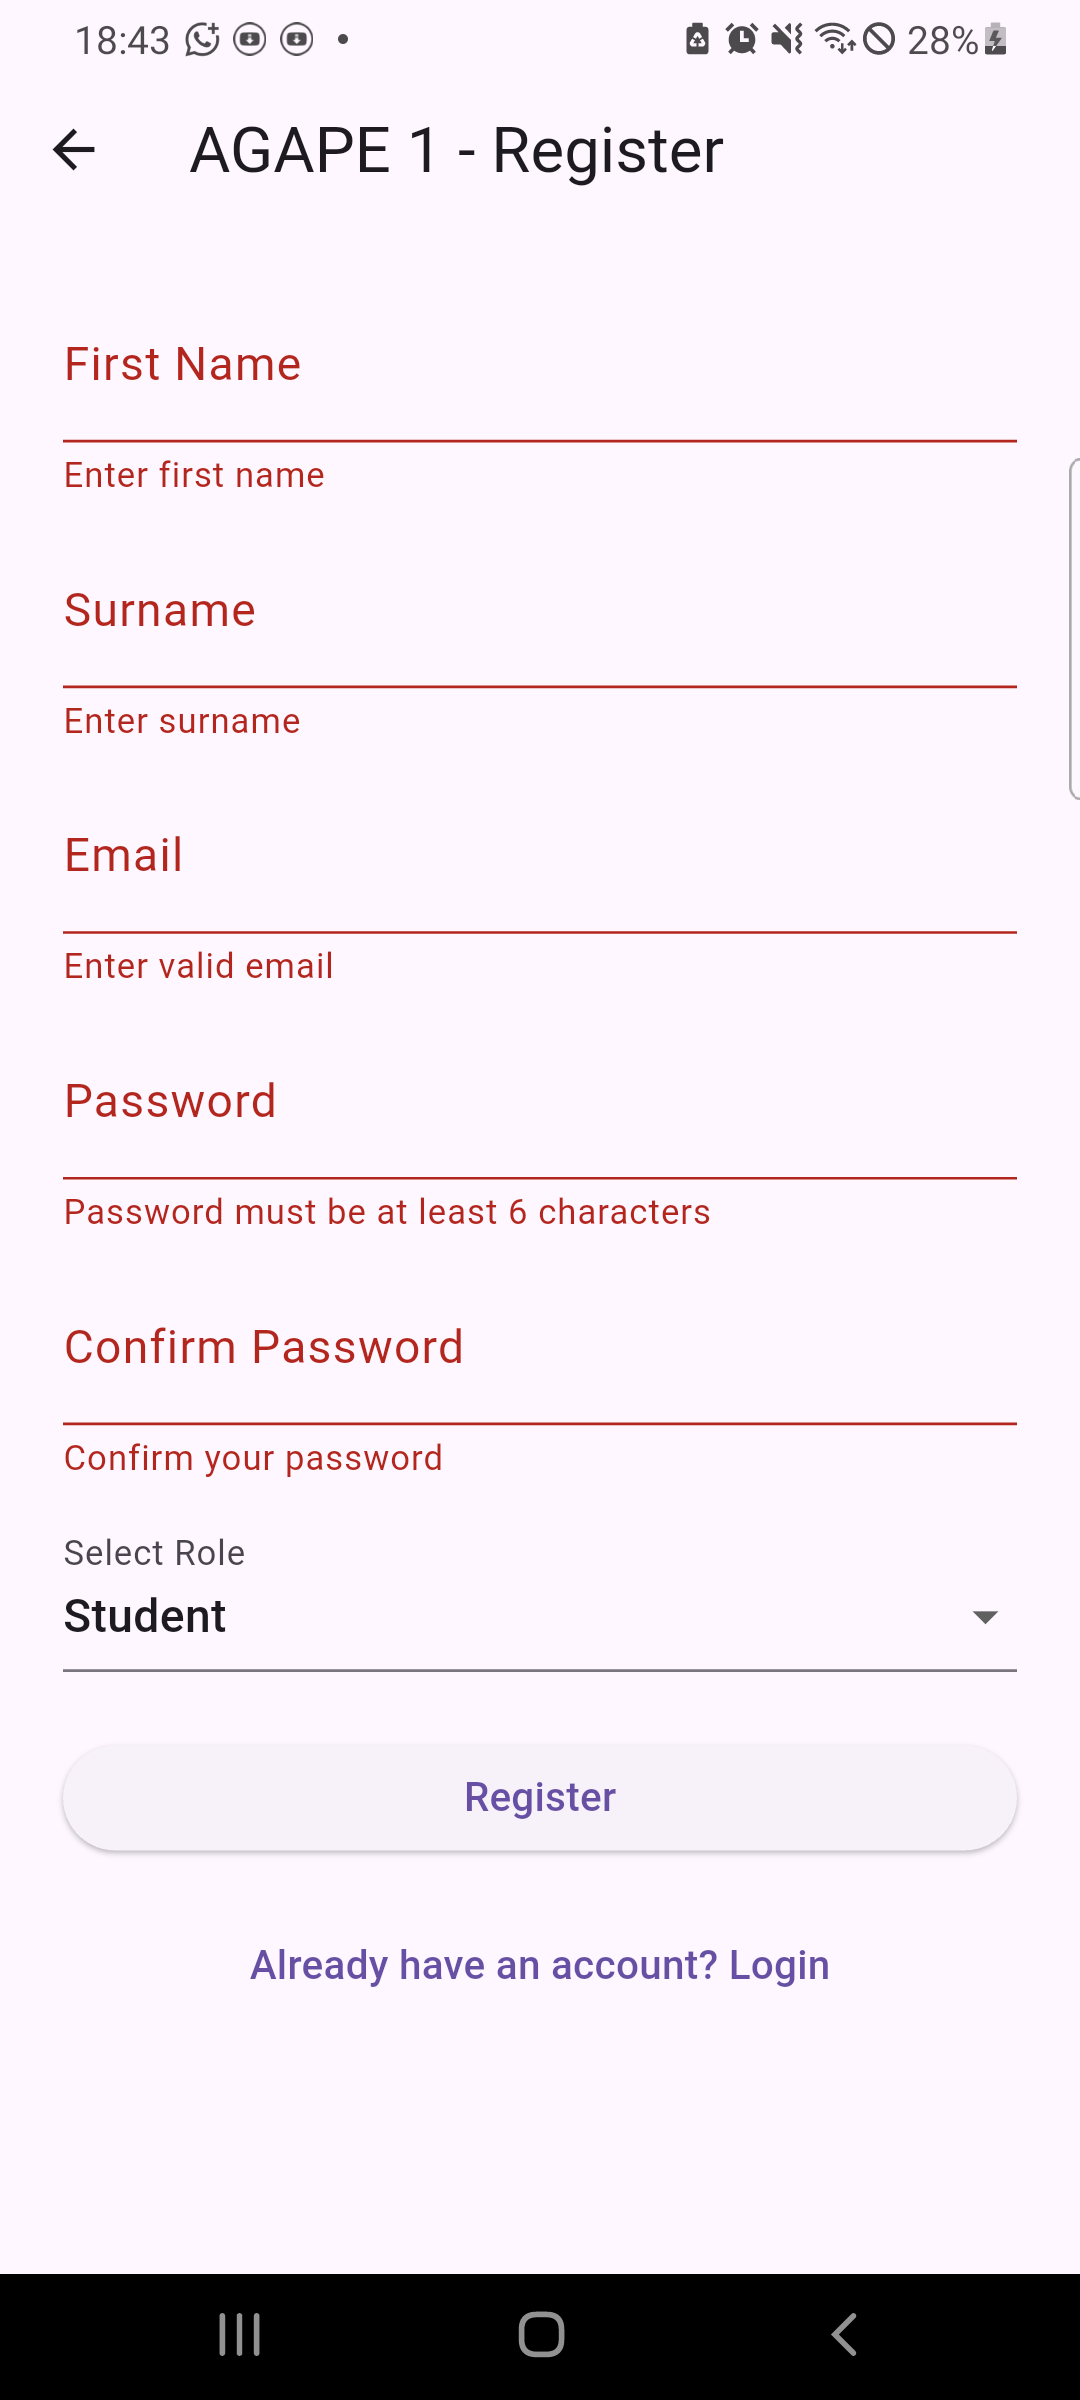 18:43 28%
AGAPE 1 - Register
First Name
Enter first name
Surname
Enter surname
Email
Enter valid email
Password
Password must be at least 6 characters
Confirm Password
Confirm your password
Select Role
Student
Register
Already have an account? Login